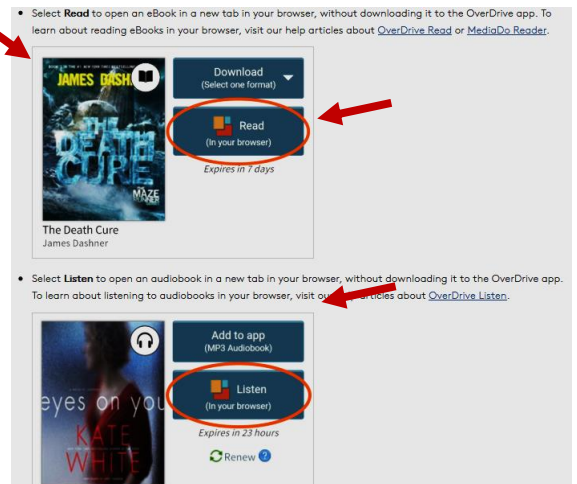 • Select Read to open an eBook in a new tab in your browser, without downloading it to the OverDrive app. To
learn about reading eBooks in your browser, visit our help articles about OverDrive Read or MediaDo Reader.
JAMES DASHN
THE
DEATH
CURE
MAZE
RUNNER
Download
(Select one format)
Read
(In your browser)
Expires in 7 days
The Death Cure
James Dashner
• Select Listen to open an audiobook in a new tab in your browser, without downloading it to the OverDrive app.
To learn about listening to audiobooks in your browser, visit our articles about OverDrive Listen.
eyes on you
KATE
WHITE
Add to app
(MP3 Audiobook)
Listen
(In your browser)
Expires in 23 hours
Renew ?